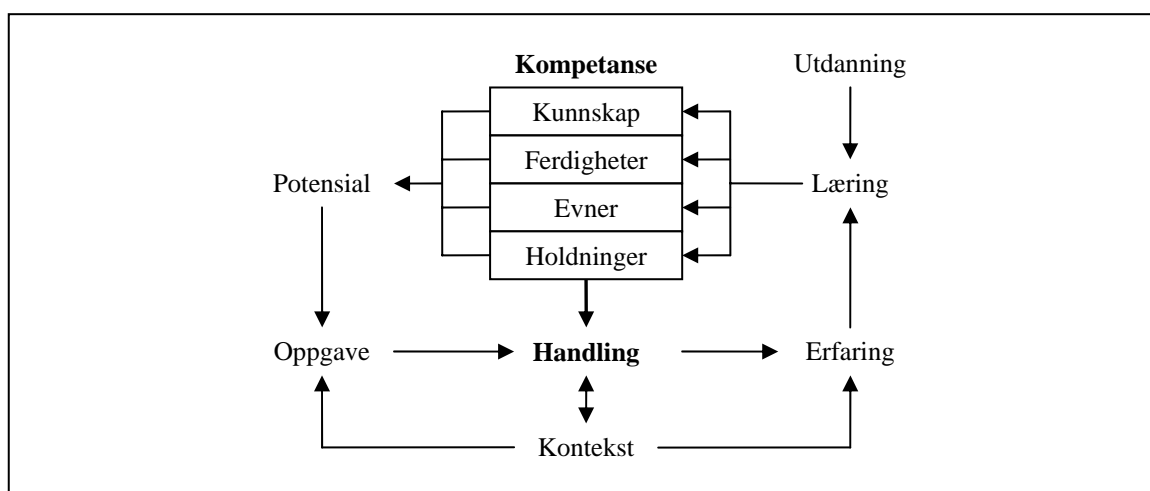 Kompetanse
Utdanning
Kunnskap
Ferdigheter
Potensial
Læring
Evner
Holdninger
Oppgave
Handling
Erfaring
Kontekst